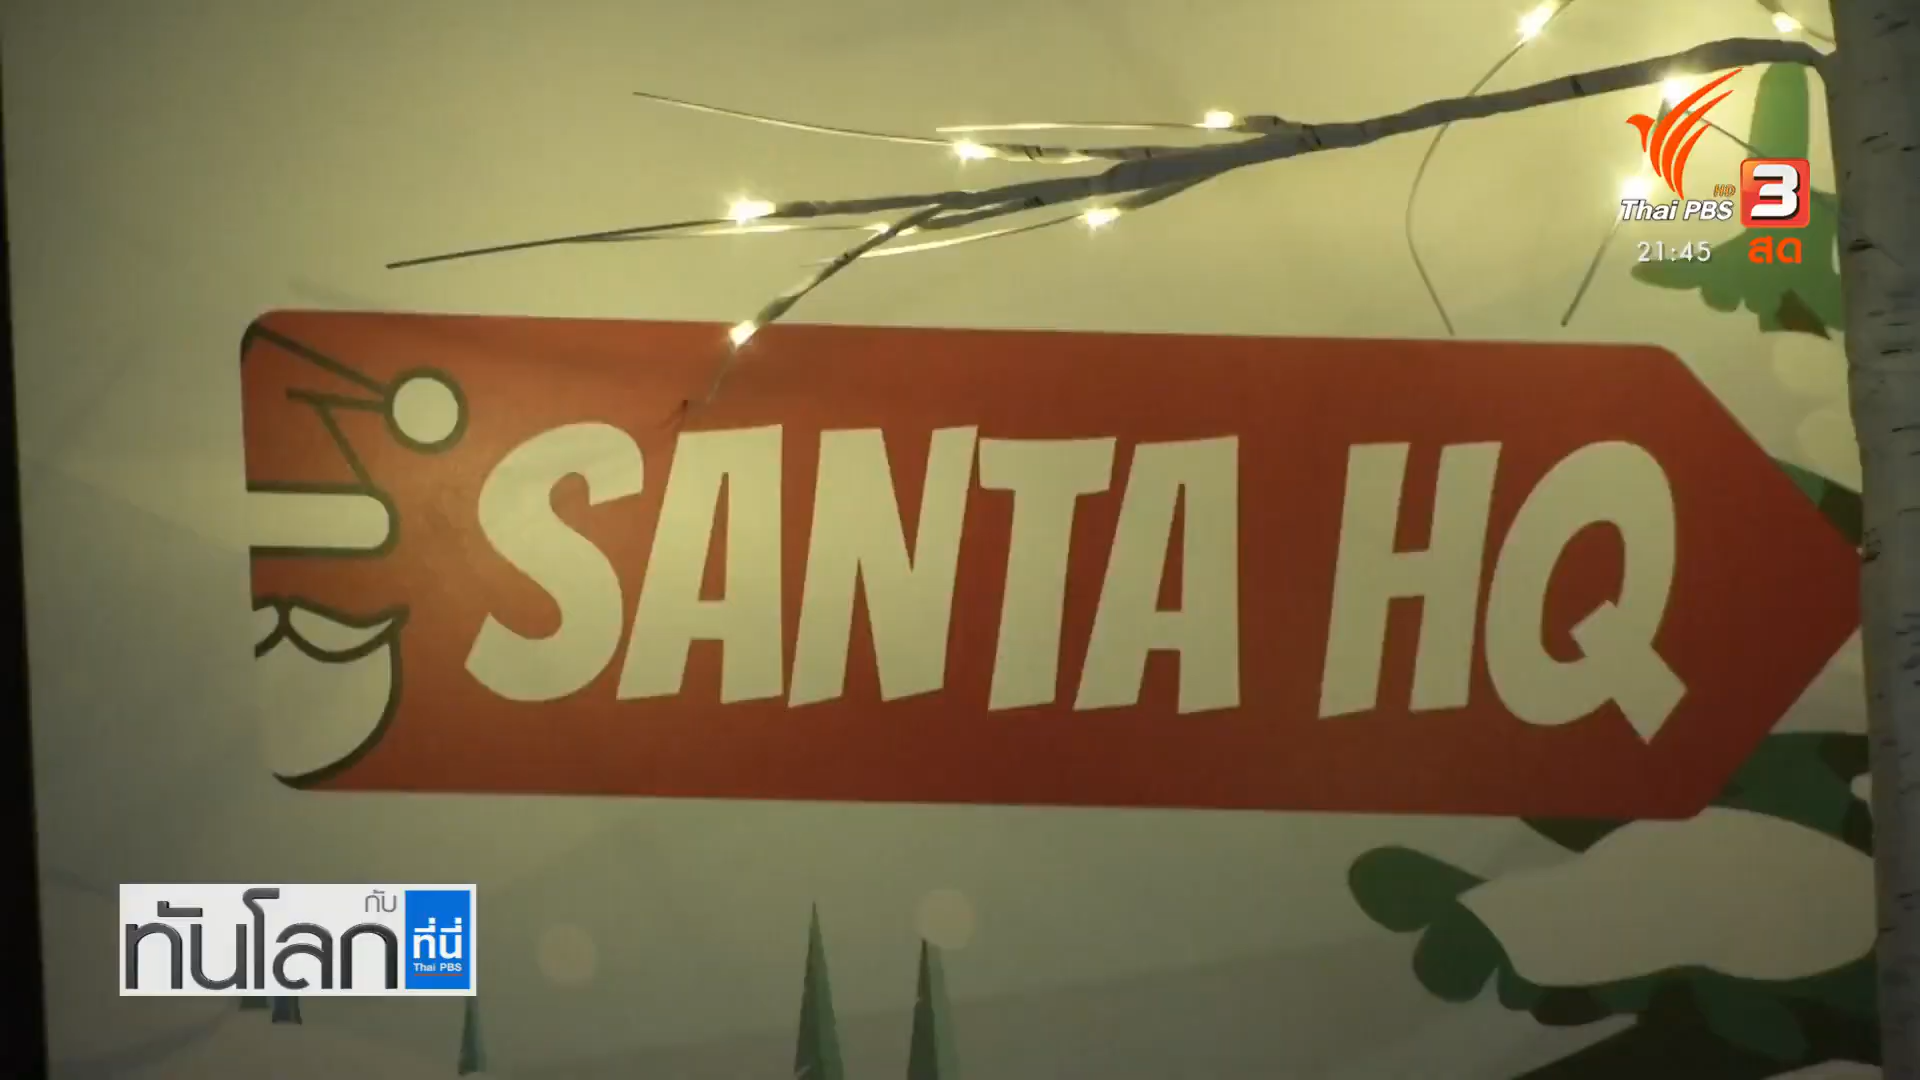 HD
Thai PBS 3
21:45 สด
SANTA HQ
ทันโลก กับ ที่นี่
Thai PBS